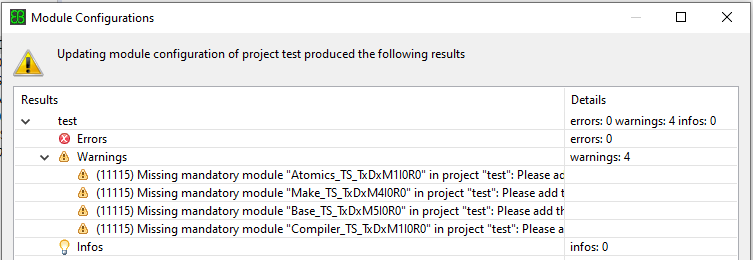 Module Configurations
Updating module configuration of project test produced the following results
Results Details
test errors: 0 warnings: 4 infos: 0
Errors errors: 0
Warnings warnings: 4
(11115) Missing mandatory module "Atomics_TS_TxDxM1I0R0" in project "test": Please ad
(11115) Missing mandatory module "Make_TS_TxDxM4I0R0" in project "test": Please add t
(11115) Missing mandatory module "Base_TS_TxDxM5I0R0" in project "test": Please add th
(11115) Missing mandatory module "Compiler_TS_TxDxM1I0R0" in project "test": Please a
Infos infos: 0